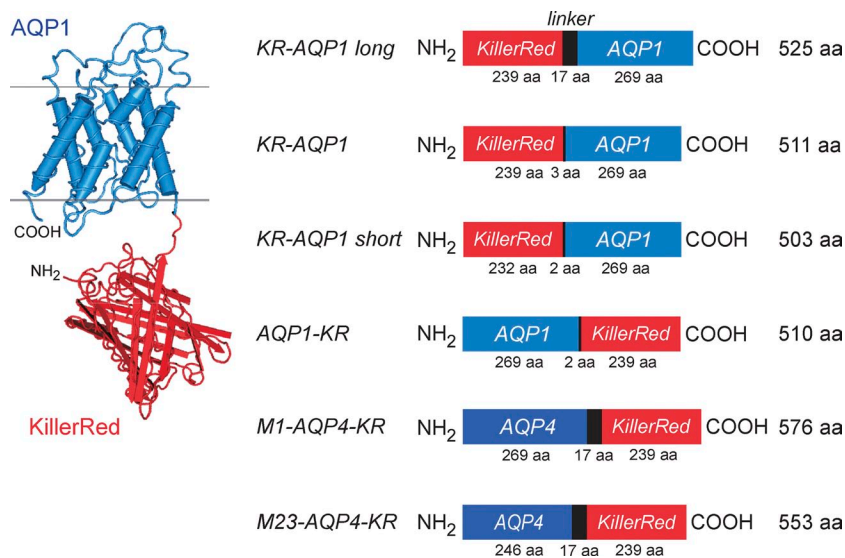 AQP1
COOH
NH2
KillerRed
linker
KR-AQP1 long NH2 KillerRed AQP1 COOH 525 aa
239 aa 17 aa 269 aa
KR-AQP1 NH2 KillerRed AQP1 COOH 511 aa
239 aa 3 aa 269 aa
KR-AQP1 short NH2 KillerRed AQP1 COOH 503 aa
232 aa 2 aa 269 aa
AQP1-KR NH2 AQP1 KillerRed COOH 510 aa
269 aa 2 aa 239 aa
M1-AQP4-KR NH2 AQP4 KillerRed COOH 576 aa
269 aa 17 aa 239 aa
M23-AQP4-KR NH2 AQP4 KillerRed COOH 553 aa
246 aa 17 aa 239 aa